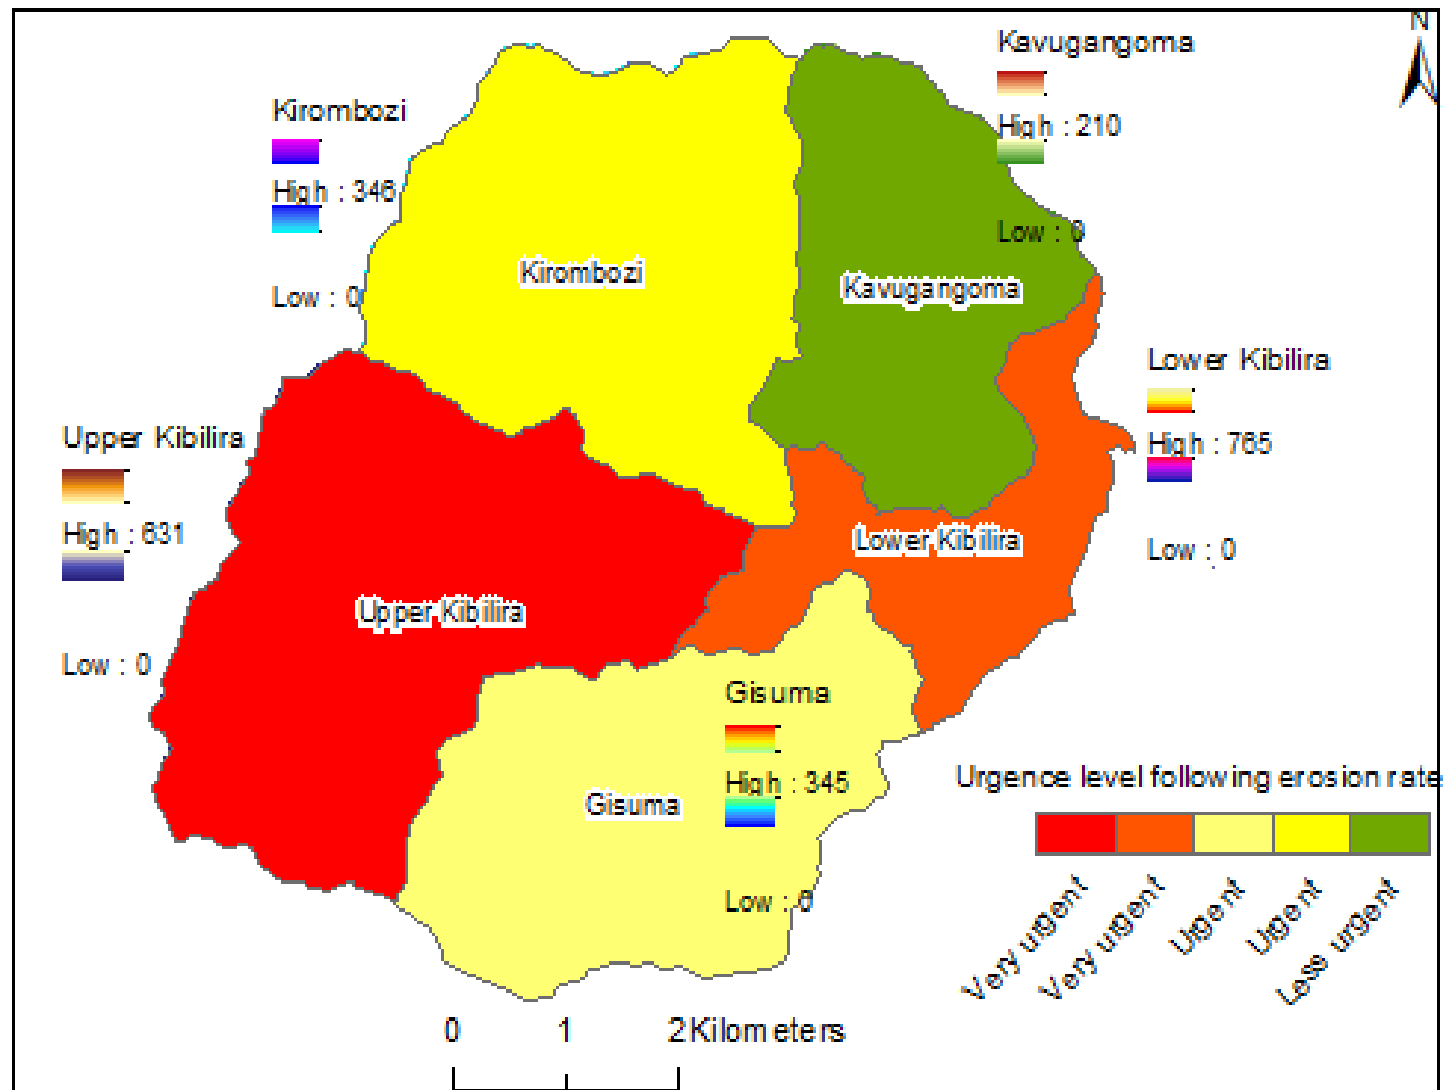 N
Kavugangoma
High : 210
Low : 0
Kirombozi
High : 346
Low : 0
Kirombozi
Kavugangoma
Lower Kibilira
High : 765
Low : 0
Upper Kibilira
High : 631
Low : 0
Lower Kibilira
Upper Kibilira
Gisuma
High : 345
Low : 0
Gisuma
Urgence level following erosion rate
Very urgent
Very urgent
Urgent
Urgent
Less urgent
0 1 2 Kilometers